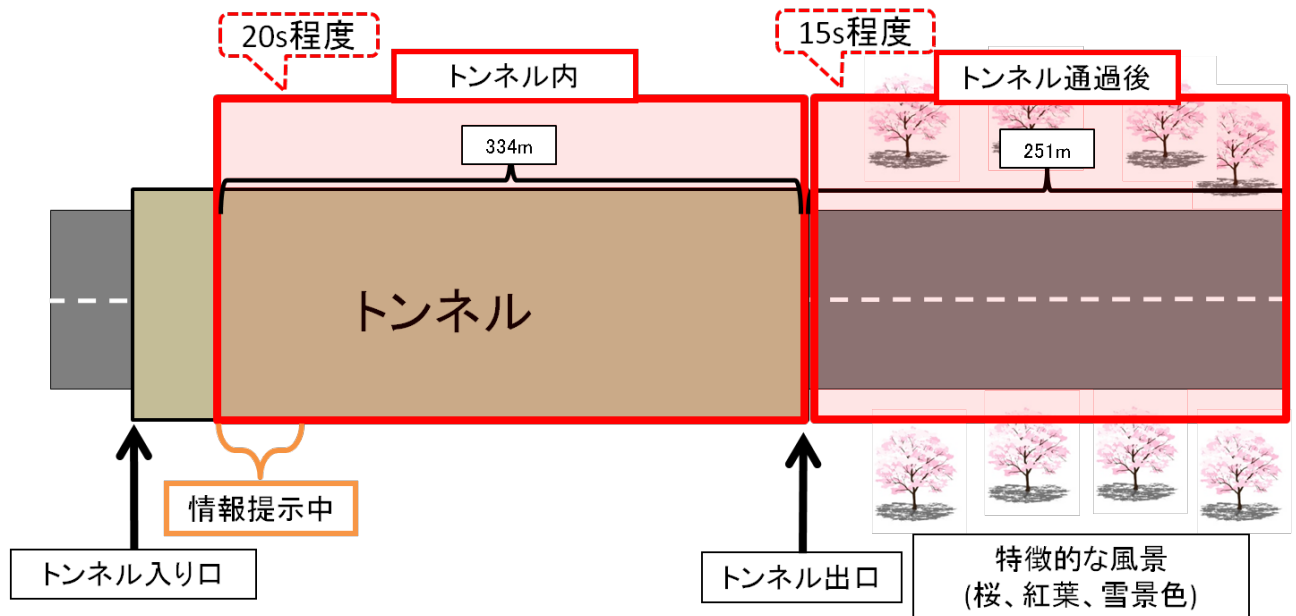 20s程度
15s程度
トンネル内
トンネル通過後
334m
251m
トンネル
情報提示中
トンネル入り口
トンネル出口
特徴的な風景
(桜、紅葉、雪景色)